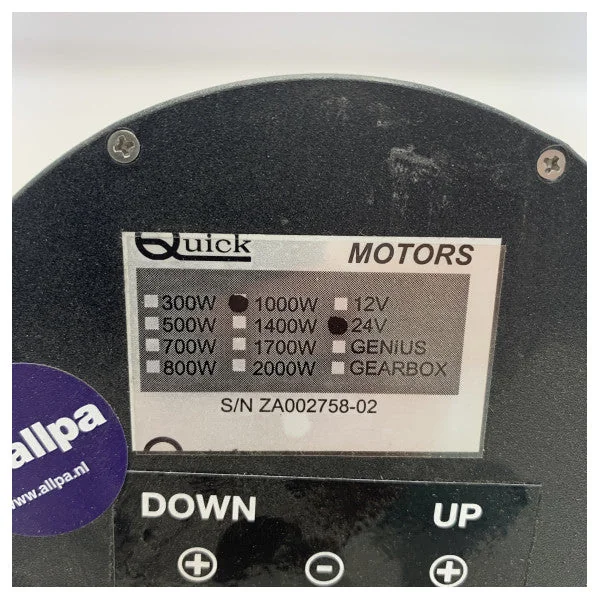 Quick MOTORS
300W 1000W 12V
500W 1400W 24V
700W 1700W GENiUS
800W 2000W GEARBOX
S/N ZA002758-02
allpa
www.allpa.nl
DOWN UP
+ - +